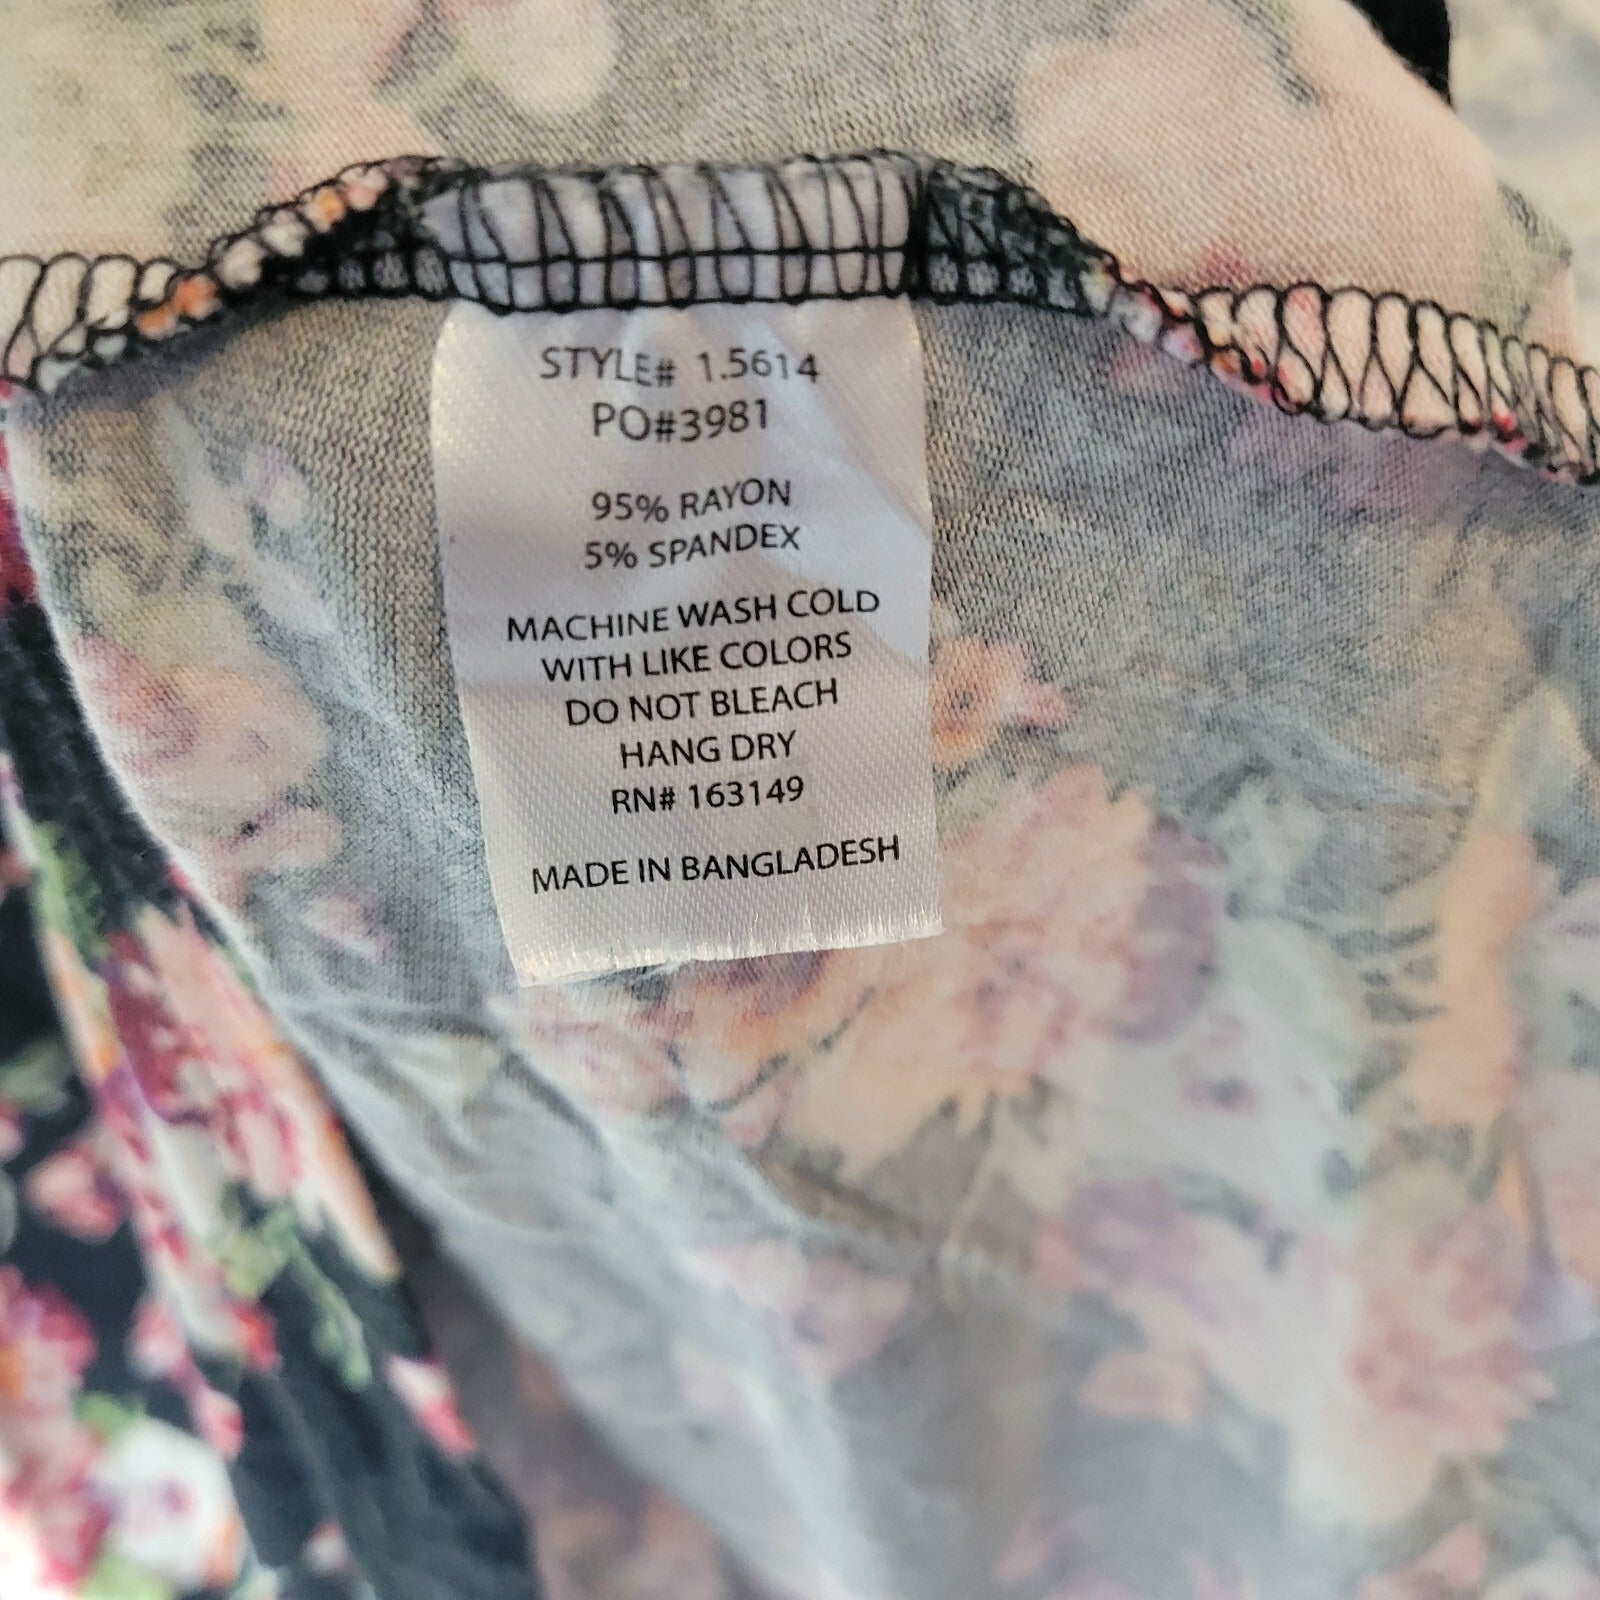 STYLE# 1.5614
PO#3981
95% RAYON
5% SPANDEX
MACHINE WASH COLD
WITH LIKE COLORS
DO NOT BLEACH
HANG DRY
RN# 163149
MADE IN BANGLADESH